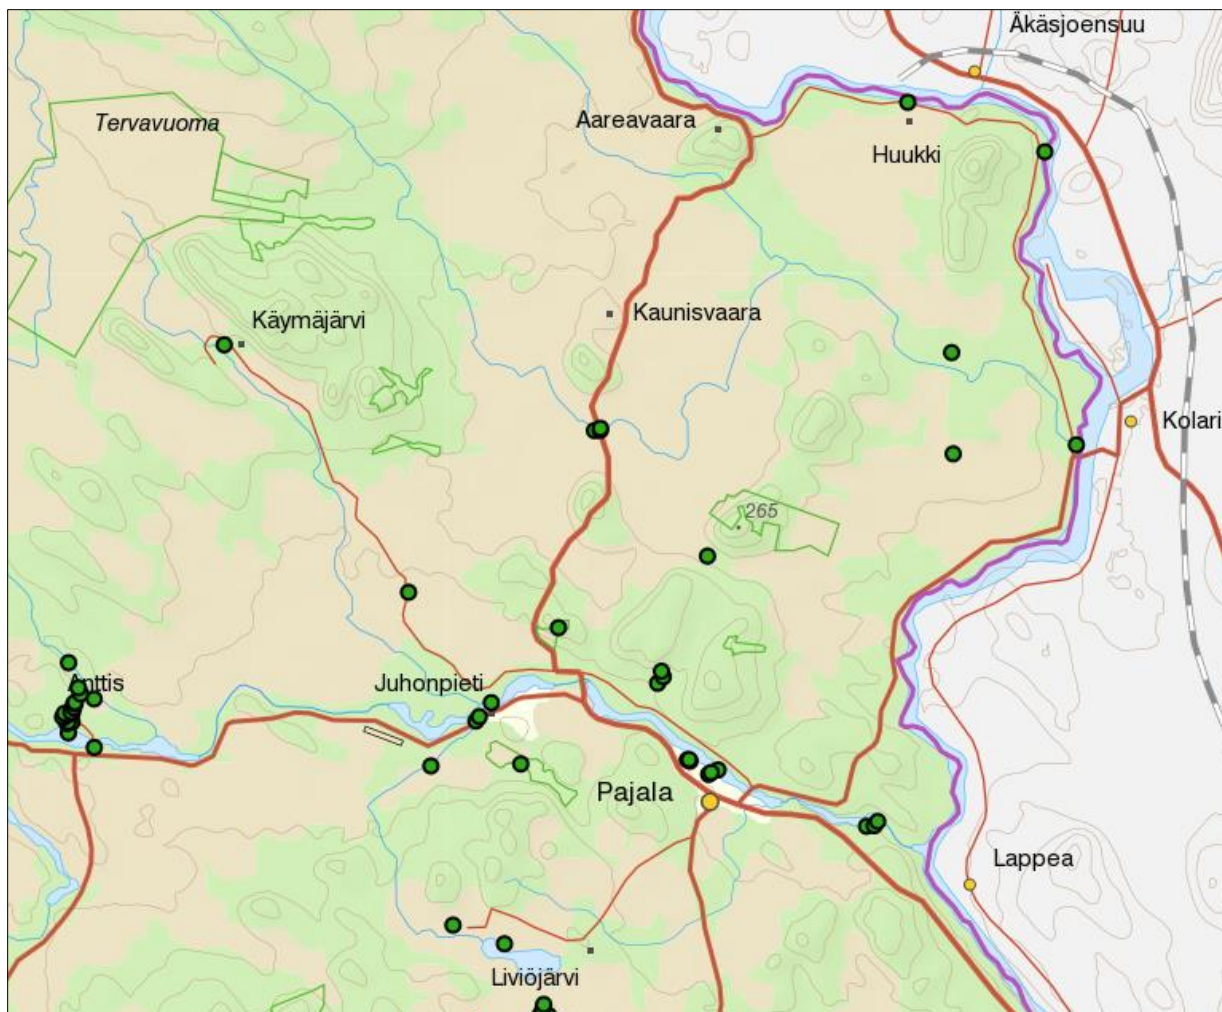 Äkäsjoensuu
Tervavuoma
Aareavaara
Huukki
Käymäjärvi
Kaunisvaara
Kolari
265
Anttis
Juhonpieti
Pajala
Lappea
Liviöjärvi